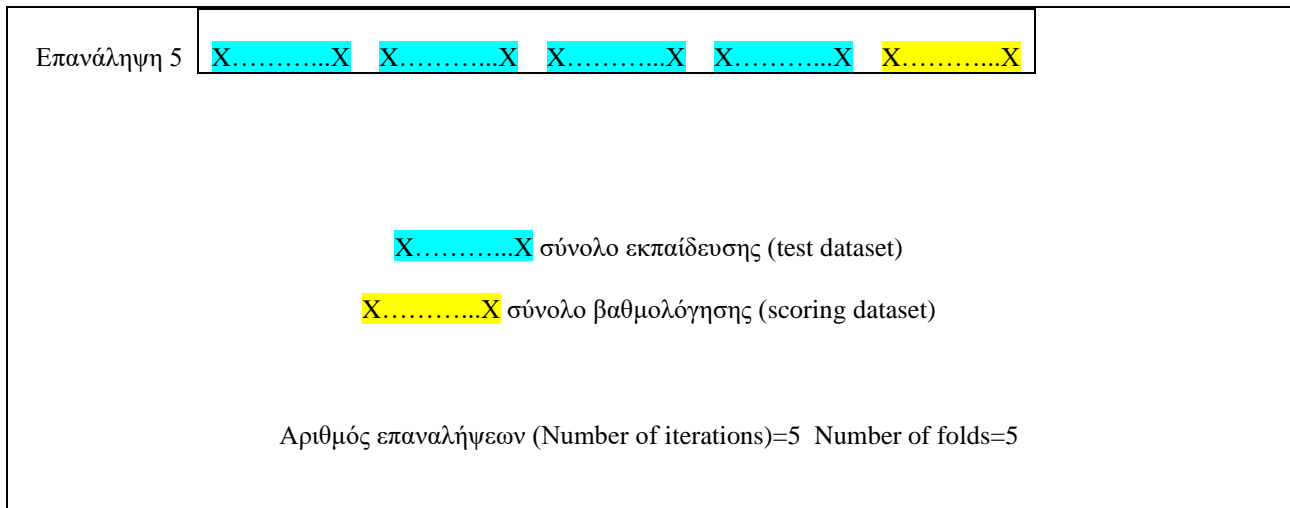 Επανάληψη 5 X………...X X………...X X………...X X………...X X………...X
X………...X σύνολο εκπαίδευσης (test dataset)
X………...X σύνολο βαθμολόγησης (scoring dataset)
Αριθμός επαναλήψεων (Number of iterations)=5 Number of folds=5